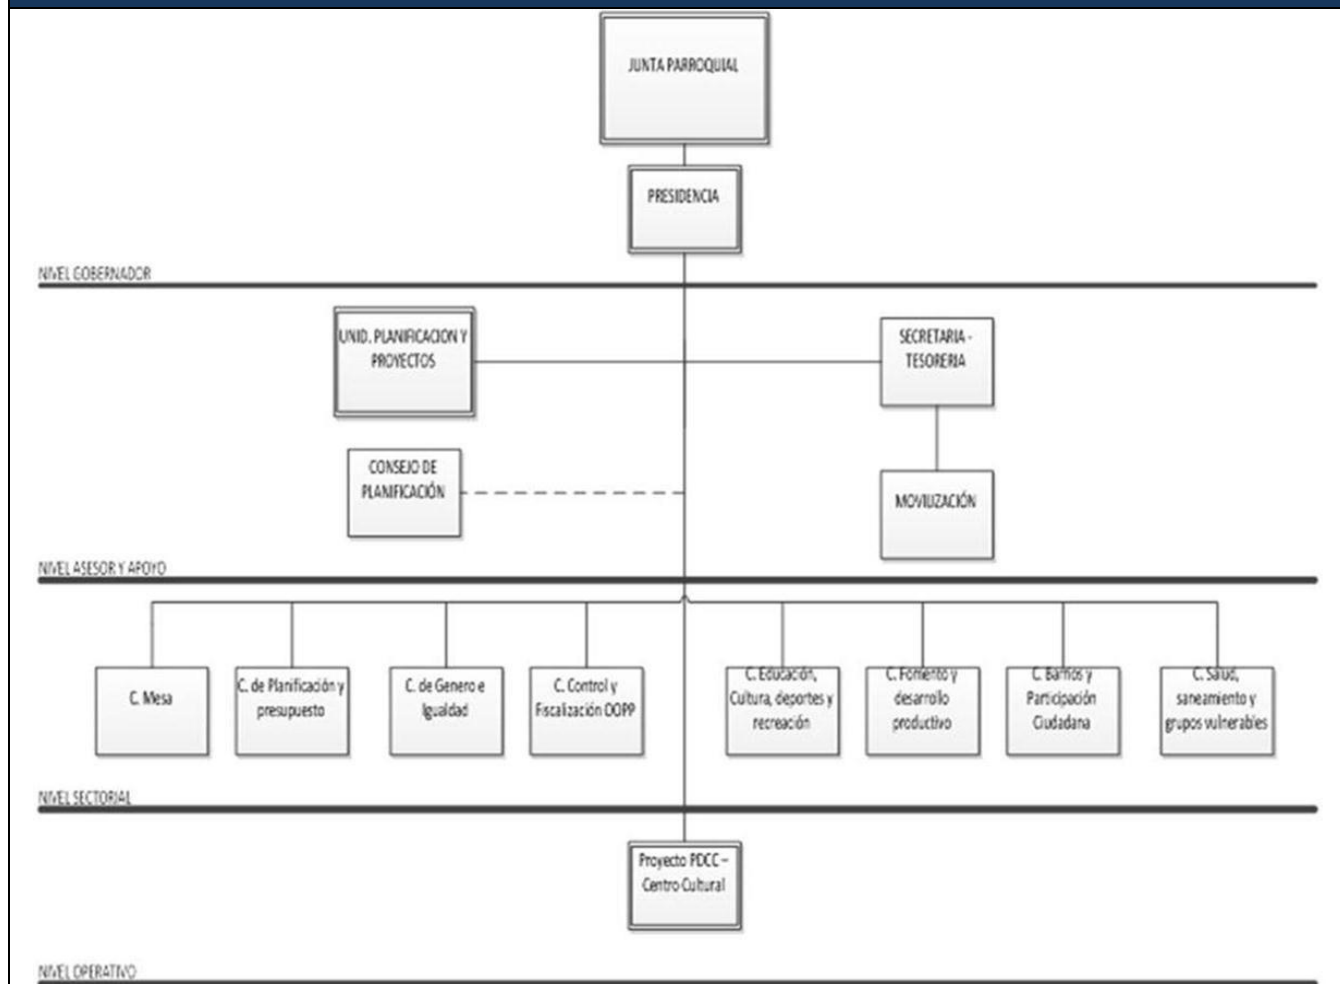 JUNTA PARROQUIAL
PRESIDENCIA
NIVEL GOBERNADOR
UNID. PLANIFICACION Y
PROYECTOS
SECRETARIA -
TESORERIA
CONSEJO DE
PLANIFICACIÓN
MOVILIZACIÓN
NIVEL ASESOR Y APOYO
C. Mesa
C. de Planificación y
presupuesto
C. de Genero e
Igualdad
C. Control y
Fiscalización OOPP
C. Educación,
Cultura, deportes y
recreación
C. Fomento y
desarrollo
productivo
C. Barrios y
Participación
Ciudadana
C. Salud,
saneamiento y
grupos vulnerables
NIVEL SECTORIAL
Proyecto PDCC –
Centro Cultural
NIVEL OPERATIVO